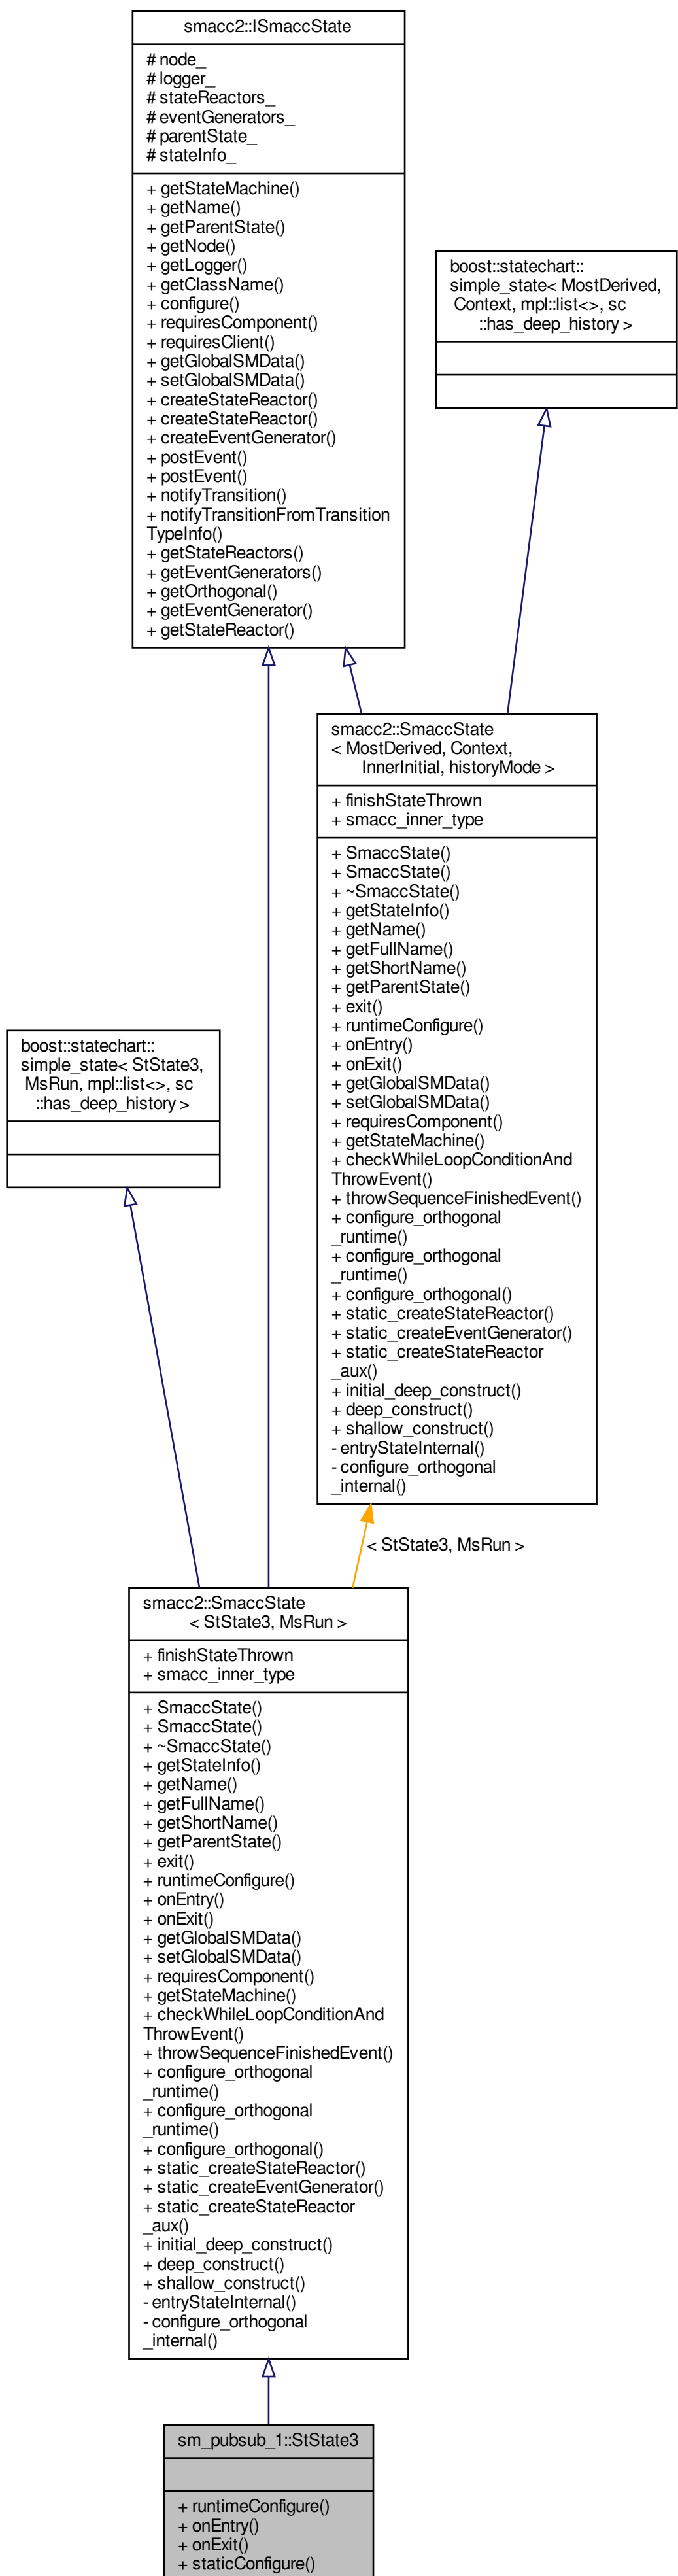 smacc2::ISmaccState
# node_
# logger_
# stateReactors_
# eventGenerators_
# parentState_
# stateInfo_
+ getStateMachine()
+ getName()
+ getParentState()
+ getNode()
+ getLogger()
+ getClassName()
+ configure()
+ requiresComponent()
+ requiresClient()
+ getGlobalSMData()
+ setGlobalSMData()
+ createStateReactor()
+ createStateReactor()
+ createEventGenerator()
+ postEvent()
+ postEvent()
+ notifyTransition()
+ notifyTransitionFromTransition
TypeInfo()
+ getStateReactors()
+ getEventGenerators()
+ getOrthogonal()
+ getEventGenerator()
+ getStateReactor()
boost::statechart::
simple_state< MostDerived,
Context, mpl::list<>, sc
::has_deep_history >
smacc2::SmaccState
< MostDerived, Context,
InnerInitial, historyMode >
+ finishStateThrown
+ smacc_inner_type
+ SmaccState()
+ SmaccState()
+ ~SmaccState()
+ getStateInfo()
+ getName()
+ getFullName()
+ getShortName()
+ getParentState()
+ exit()
+ runtimeConfigure()
+ onEntry()
+ onExit()
+ getGlobalSMData()
+ setGlobalSMData()
+ requiresComponent()
+ getStateMachine()
+ checkWhileLoopConditionAnd
ThrowEvent()
+ throwSequenceFinishedEvent()
+ configure_orthogonal
_runtime()
+ configure_orthogonal
_runtime()
+ configure_orthogonal()
+ static_createStateReactor()
+ static_createEventGenerator()
+ static_createStateReactor
_aux()
+ initial_deep_construct()
+ deep_construct()
+ shallow_construct()
- entryStateInternal()
- configure_orthogonal
_internal()
boost::statechart::
simple_state< StState3,
MsRun, mpl::list<>, sc
::has_deep_history >
< StState3, MsRun >
smacc2::SmaccState
< StState3, MsRun >
+ finishStateThrown
+ smacc_inner_type
+ SmaccState()
+ SmaccState()
+ ~SmaccState()
+ getStateInfo()
+ getName()
+ getFullName()
+ getShortName()
+ getParentState()
+ exit()
+ runtimeConfigure()
+ onEntry()
+ onExit()
+ getGlobalSMData()
+ setGlobalSMData()
+ requiresComponent()
+ getStateMachine()
+ checkWhileLoopConditionAnd
ThrowEvent()
+ throwSequenceFinishedEvent()
+ configure_orthogonal
_runtime()
+ configure_orthogonal
_runtime()
+ configure_orthogonal()
+ static_createStateReactor()
+ static_createEventGenerator()
+ static_createStateReactor
_aux()
+ initial_deep_construct()
+ deep_construct()
+ shallow_construct()
- entryStateInternal()
- configure_orthogonal
_internal()
sm_pubsub_1::StState3
+ runtimeConfigure()
+ onEntry()
+ onExit()
+ staticConfigure()